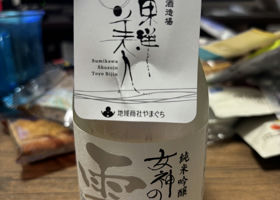 酒造場
東洋美人
Sumikawa
Shuzojo
Toyo Bijin
地域商社やまぐち
純米吟醸
女神の
雪